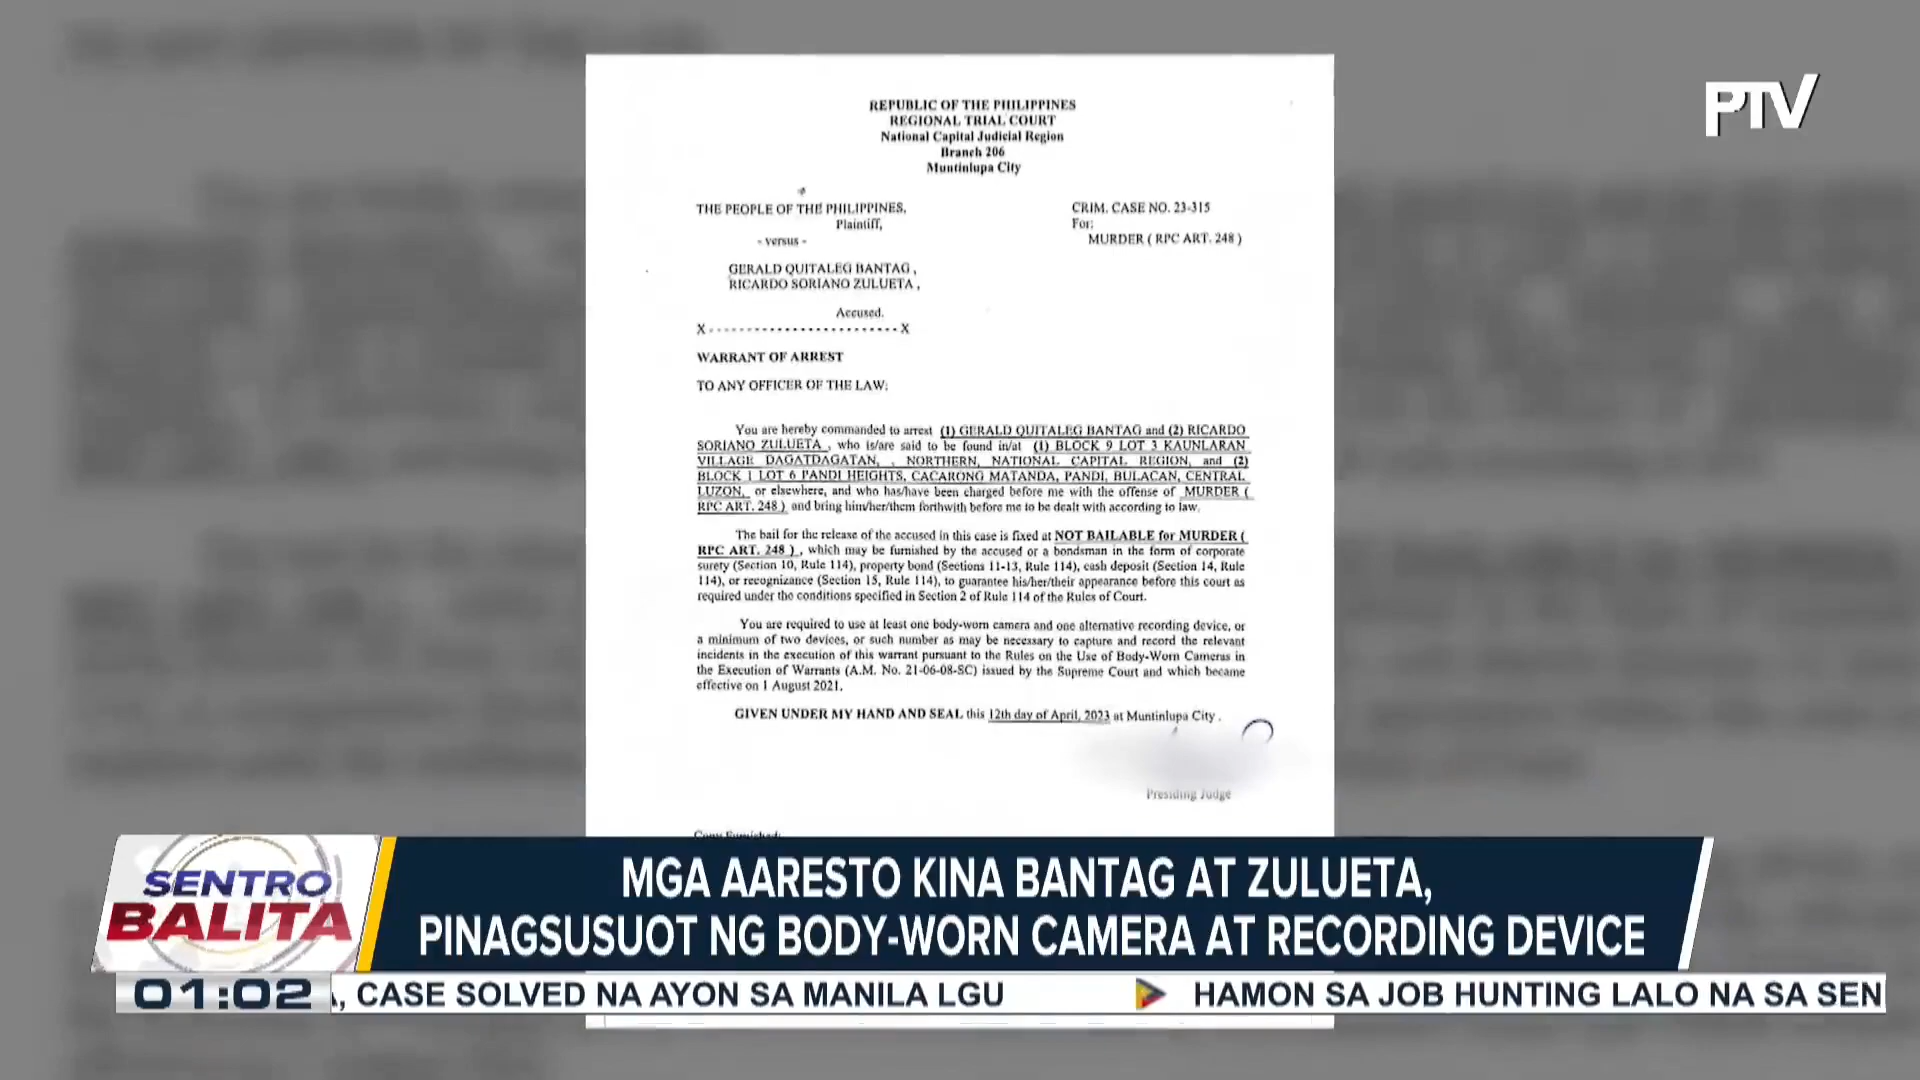 PTV
REPUBLIC OF THE PHILIPPINES
REGIONAL TRIAL COURT
National Capital Judicial Region
Branch 206
Muntinlupa City
THE PEOPLE OF THE PHILIPPINES,
Plaintiff,
- versus -
GERALD QUITALEG BANTAG ,
RICARDO SORIANO ZULUETA ,
Accused.
X-------------------------X
CRIM. CASE NO. 23-315
For:
MURDER ( RPC ART. 248 )
WARRANT OF ARREST
TO ANY OFFICER OF THE LAW:
You are hereby commanded to arrest (1) GERALD QUITALEG BANTAG and (2) RICARDO
SORIANO ZULUETA , who is/are said to be found in/at (1) BLOCK 9 LOT 3 KAUNLARAN
VILLAGE DAGATDAGATAN, , NORTHERN, NATIONAL CAPITAL REGION, and (2)
BLOCK 1 LOT 6 PANDI HEIGHTS, CACARONG MATANDA, PANDI, BULACAN, CENTRAL
LUZON, or elsewhere, and who has/have been charged before me with the offense of MURDER (
RPC ART. 248 ) and bring him/her/them forthwith before me to be dealt with according to law.
The bail for the release of the accused in this case is fixed at NOT BAILABLE for MURDER (
RPC ART. 248 ) , which may be furnished by the accused or a bondsman in the form of corporate
surety (Section 10, Rule 114), property bond (Sections 11-13, Rule 114), cash deposit (Section 14, Rule
114), or recognizance (Section 15, Rule 114), to guarantee his/her/their appearance before this court as
required under the conditions specified in Section 2 of Rule 114 of the Rules of Court.
You are required to use at least one body-worn camera and one alternative recording device, or
a minimum of two devices, or such number as may be necessary to capture and record the relevant
incidents in the execution of this warrant pursuant to the Rules on the Use of Body-Worn Cameras in
the Execution of Warrants (A.M. No. 21-06-08-SC) issued by the Supreme Court and which became
effective on 1 August 2021.
GIVEN UNDER MY HAND AND SEAL this 12th day of April, 2023 at Muntinlupa City .
Presiding Judge
Copy Furnished:
SENTRO
BALITA
MGA AARESTO KINA BANTAG AT ZULUETA,
PINAGSUSUOT NG BODY-WORN CAMERA AT RECORDING DEVICE
01:02
, CASE SOLVED NA AYON SA MANILA LGU
HAMON SA JOB HUNTING LALO NA SA SEN